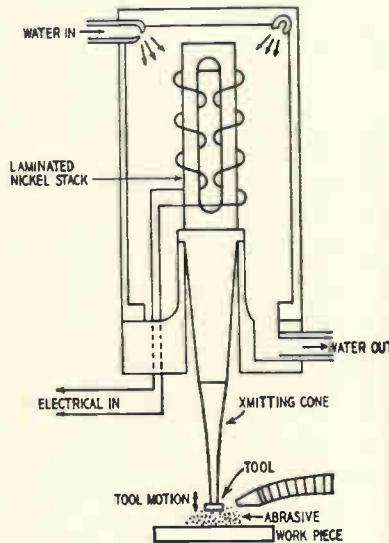 WATER IN
LAMINATED
NICKEL STACK
WATER OUT
ELECTRICAL IN
XMITTING CONE
TOOL
TOOL MOTION
ABRASIVE
WORK PIECE